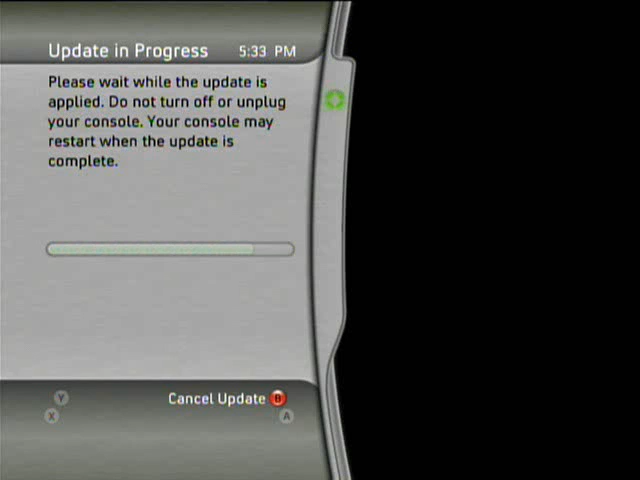 Update in Progress 5:33 PM
Please wait while the update is
applied. Do not turn off or unplug
your console. Your console may
restart when the update is
complete.
Y
Cancel Update B
X
A